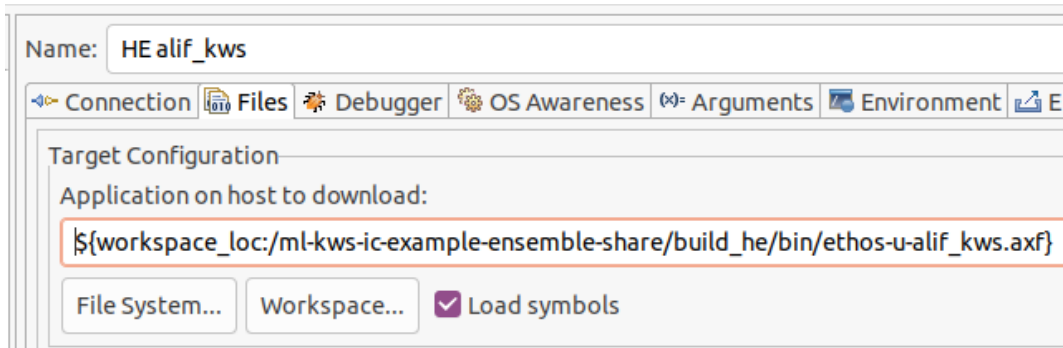 Name: HE alif_kws
Connection Files Debugger OS Awareness Arguments Environment E
Target Configuration
Application on host to download:
${workspace_loc:/ml-kws-ic-example-ensemble-share/build_he/bin/ethos-u-alif_kws.axf}
File System... Workspace... Load symbols